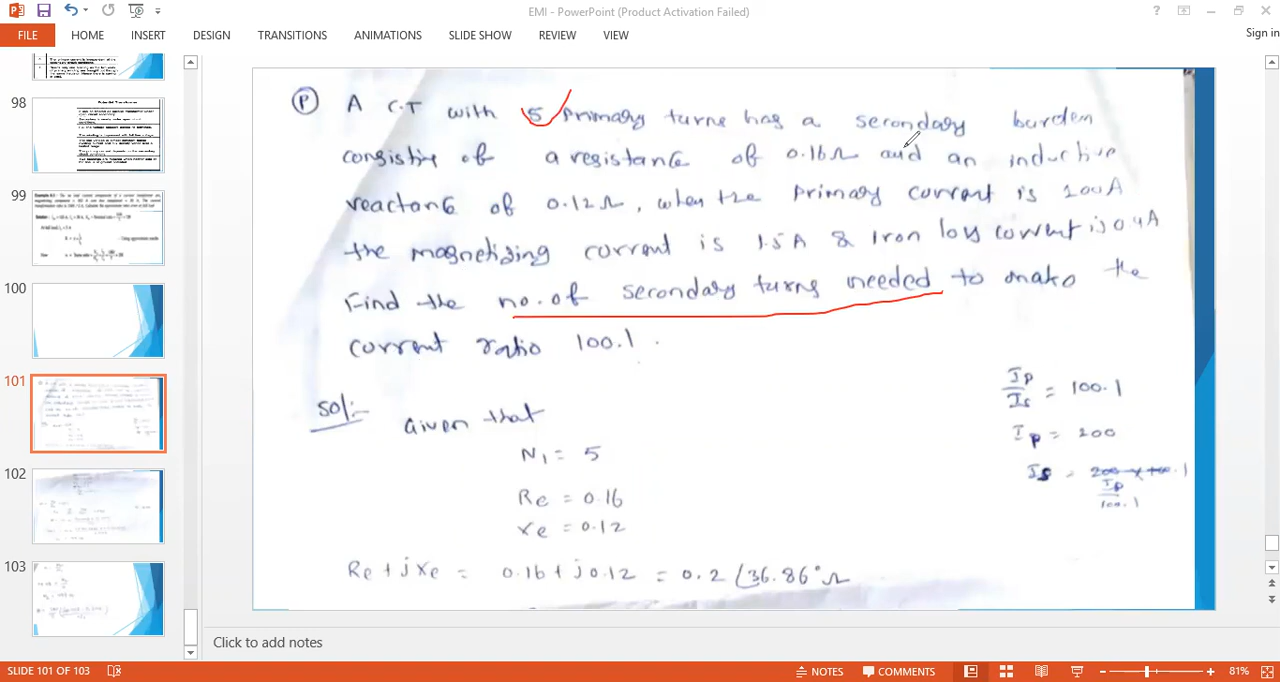 EMI - PowerPoint (Product Activation Failed)
FILE HOME INSERT DESIGN TRANSITIONS ANIMATIONS SLIDE SHOW REVIEW VIEW Sign in
98
99
100
101
102
103
P A C.T with 5 primary turns has a secondary burden
consisting of a resistance of 0.16Ω and an inductive
reactance of 0.12Ω, when the primary current is 200A
the magnetizing current is 1.5A & Iron loss current is 0.4A
Find the no. of secondary turns needed to make the
current ratio 100.1.
Sol:- Given that
N1 = 5
Re = 0.16
Xe = 0.12
Re + jXe = 0.16 + j0.12 = 0.2 ∠36.86° Ω
Ip/Is = 100.1
Ip = 200
Is = Ip/100.1
Click to add notes
SLIDE 101 OF 103 NOTES COMMENTS 81%